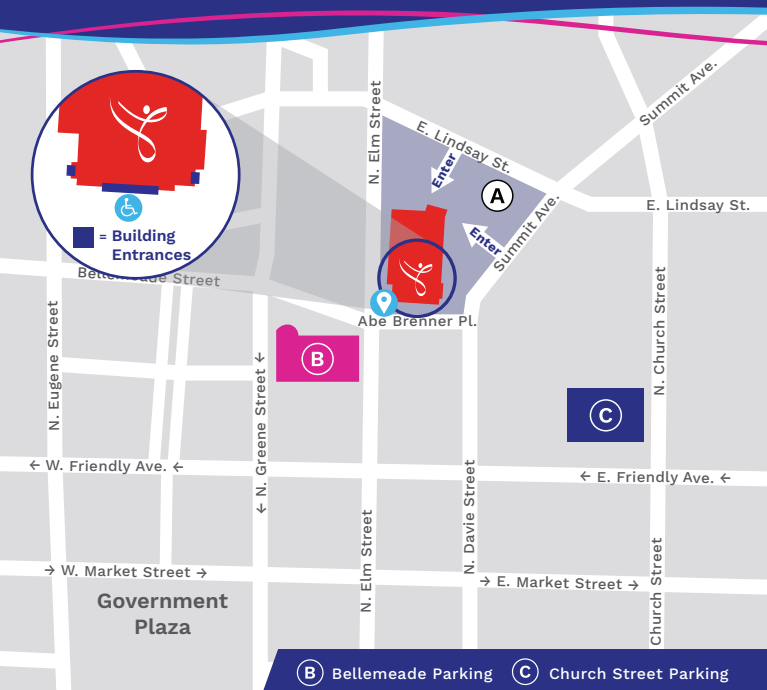 N. Elm Street
E. Lindsay St.
Summit Ave.
Enter
A
E. Lindsay St.
Enter
Summit Ave.
= Building
Entrances
Bellemeade Street
Abe Brenner Pl.
N. Eugene Street
B
← N. Greene Street ←
N. Church Street
C
← W. Friendly Ave. ←
← E. Friendly Ave. ←
N. Elm Street
N. Davie Street
→ W. Market Street →
→ E. Market Street →
Church Street
Government
Plaza
B Bellemeade Parking C Church Street Parking